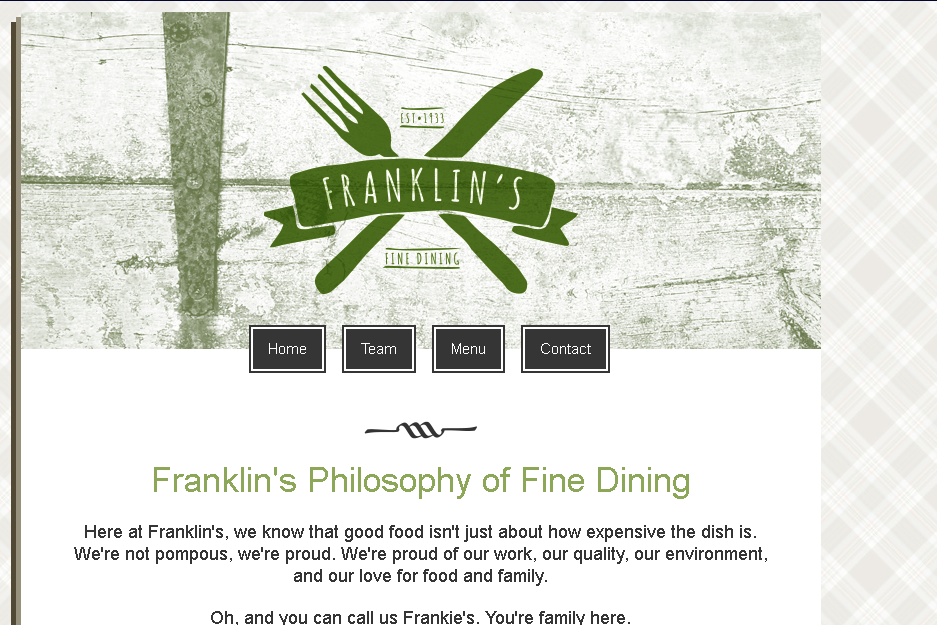 EST•1933
FRANKLIN'S
FINE DINING
Home Team Menu Contact
Franklin's Philosophy of Fine Dining
Here at Franklin's, we know that good food isn't just about how expensive the dish is.
We're not pompous, we're proud. We're proud of our work, our quality, our environment,
and our love for food and family.
Oh, and you can call us Frankie's. You're family here.